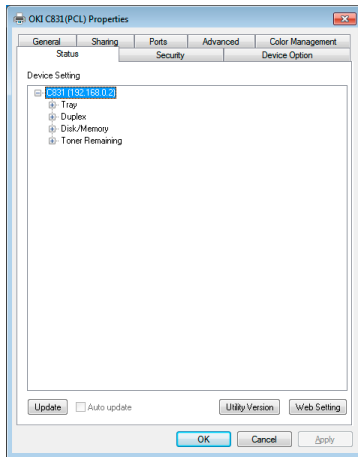 OKI C831(PCL) Properties
General Sharing Ports Advanced Color Management
Status Security Device Option
Device Setting
C831 (192.168.0.2)
Tray
Duplex
Disk/Memory
Toner Remaining
Update Auto update Utility Version Web Setting
OK Cancel Apply